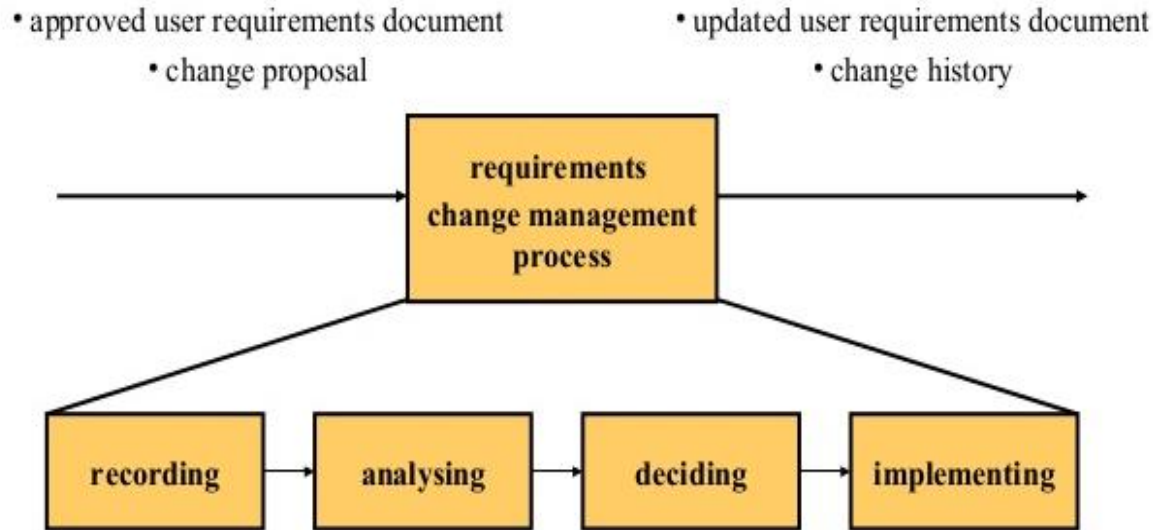 • approved user requirements document
• change proposal
• updated user requirements document
• change history
requirements
change management
process
recording
analysing
deciding
implementing